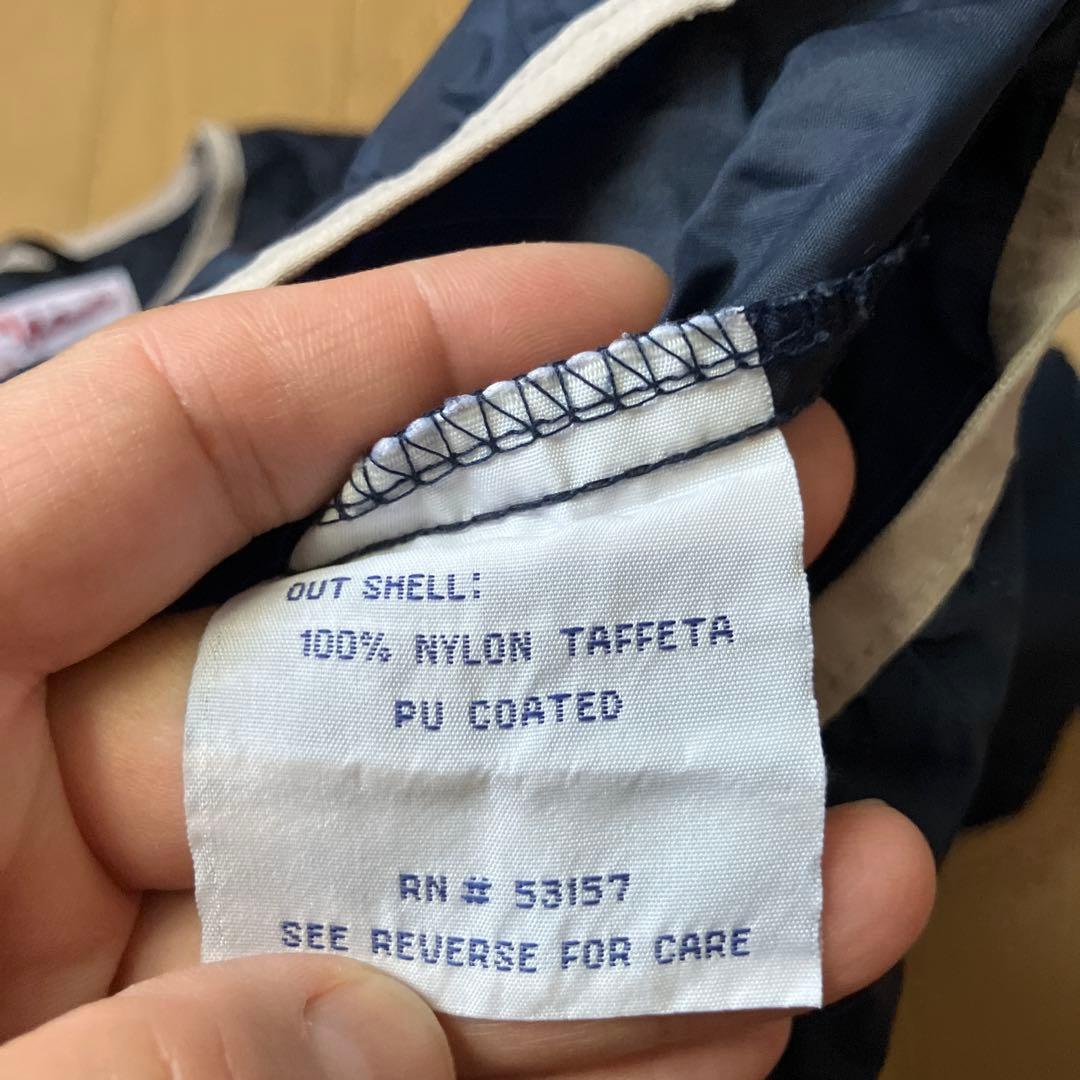 OUT SHELL:
100% NYLON TAFFETA
PU COATED
RN # 53157
SEE REVERSE FOR CARE